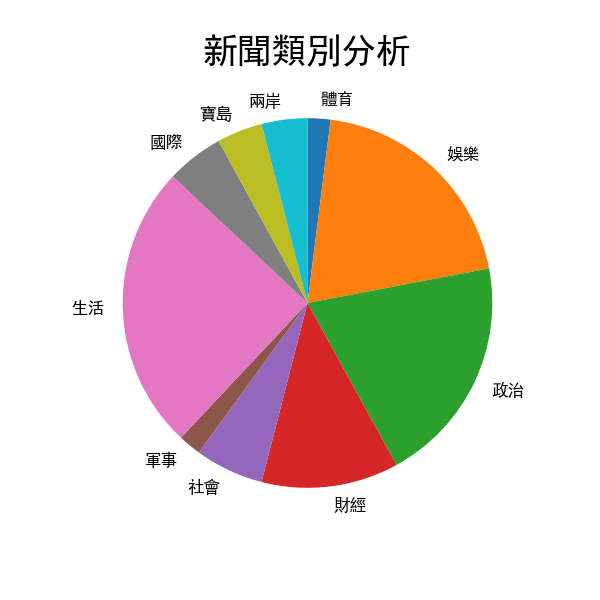 新聞類別分析
體育
娛樂
政治
財經
社會
軍事
生活
國際
寶島
兩岸